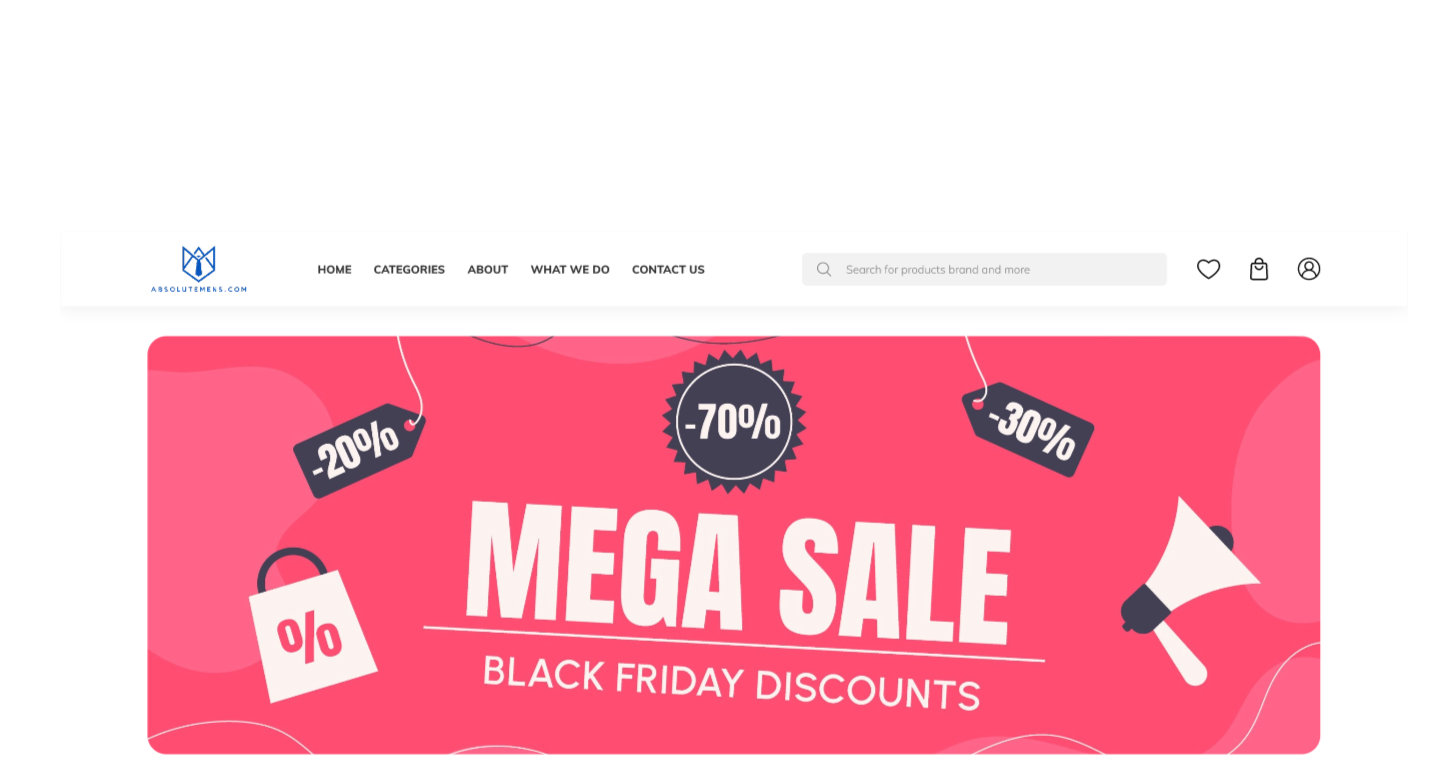 ABSOLUTEMENS.COM
HOME CATEGORIES ABOUT WHAT WE DO CONTACT US
Search for products brand and more
-20%
-70%
-30%
MEGA SALE
%
BLACK FRIDAY DISCOUNTS